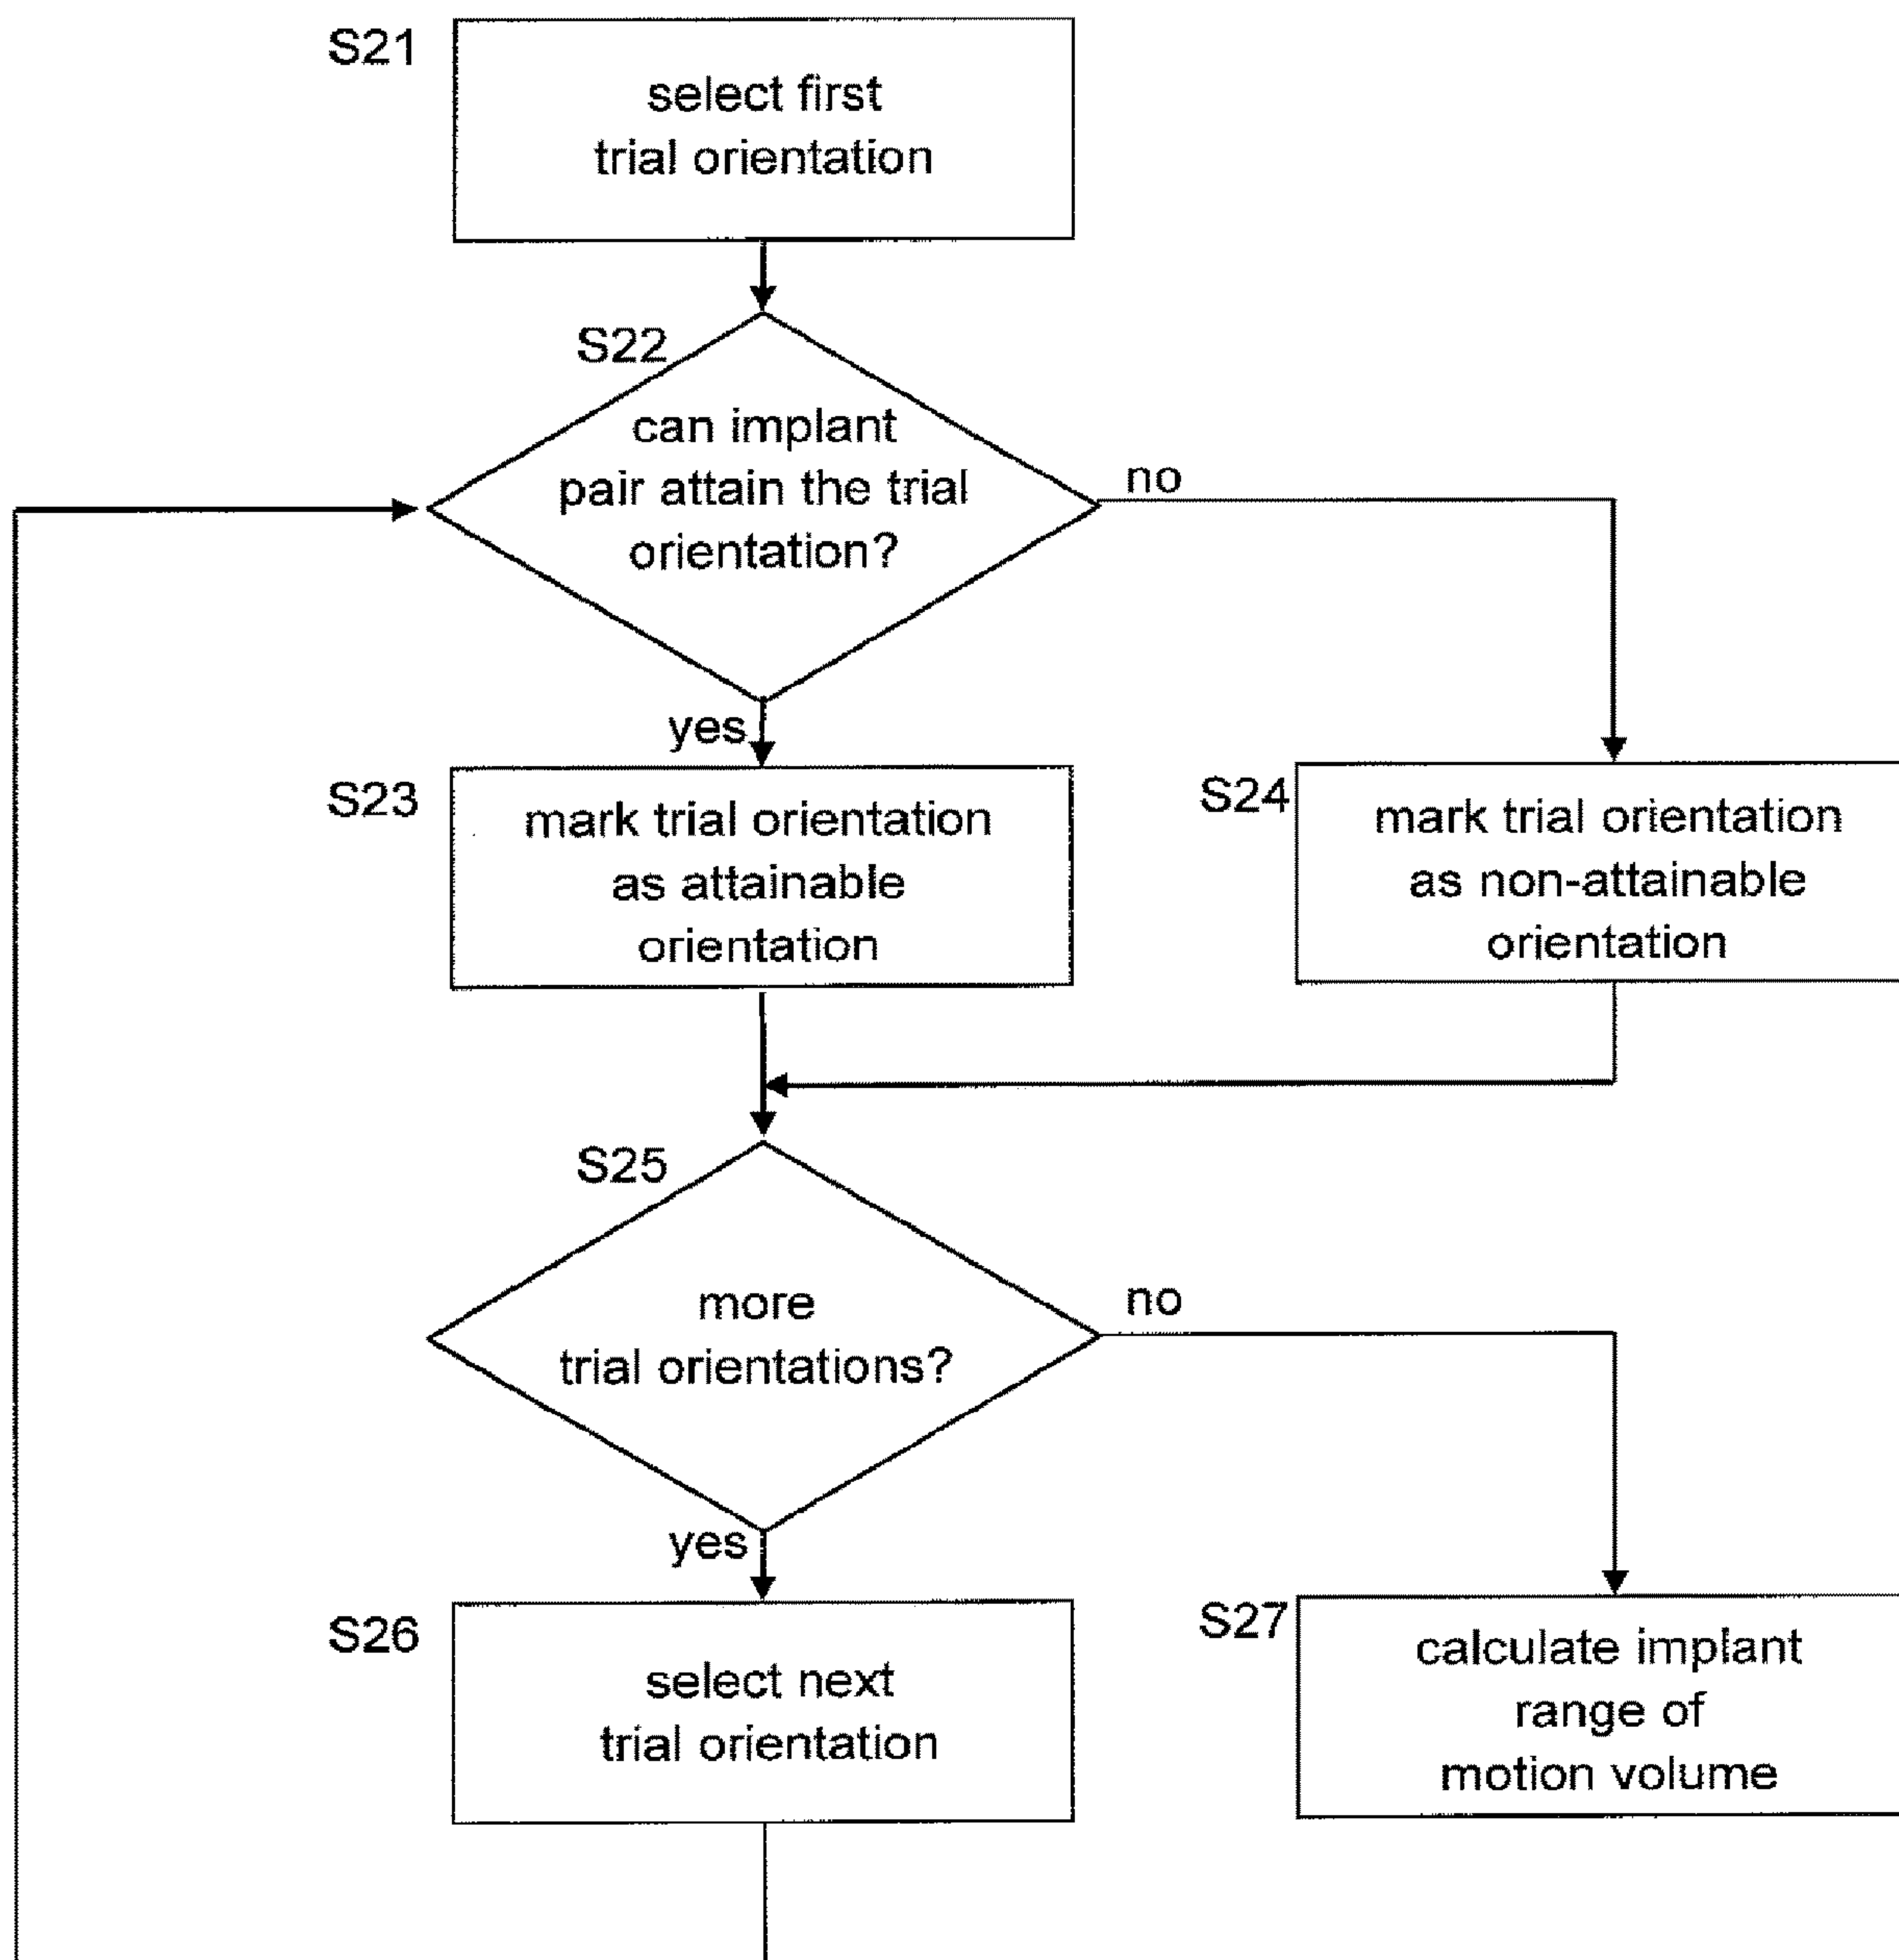 S21
select first
trial orientation
S22
can implant
pair attain the trial
orientation?
no
yes
S23
mark trial orientation
as attainable
orientation
S24
mark trial orientation
as non-attainable
orientation
S25
more
trial orientations?
no
yes
S26
select next
trial orientation
S27
calculate implant
range of
motion volume